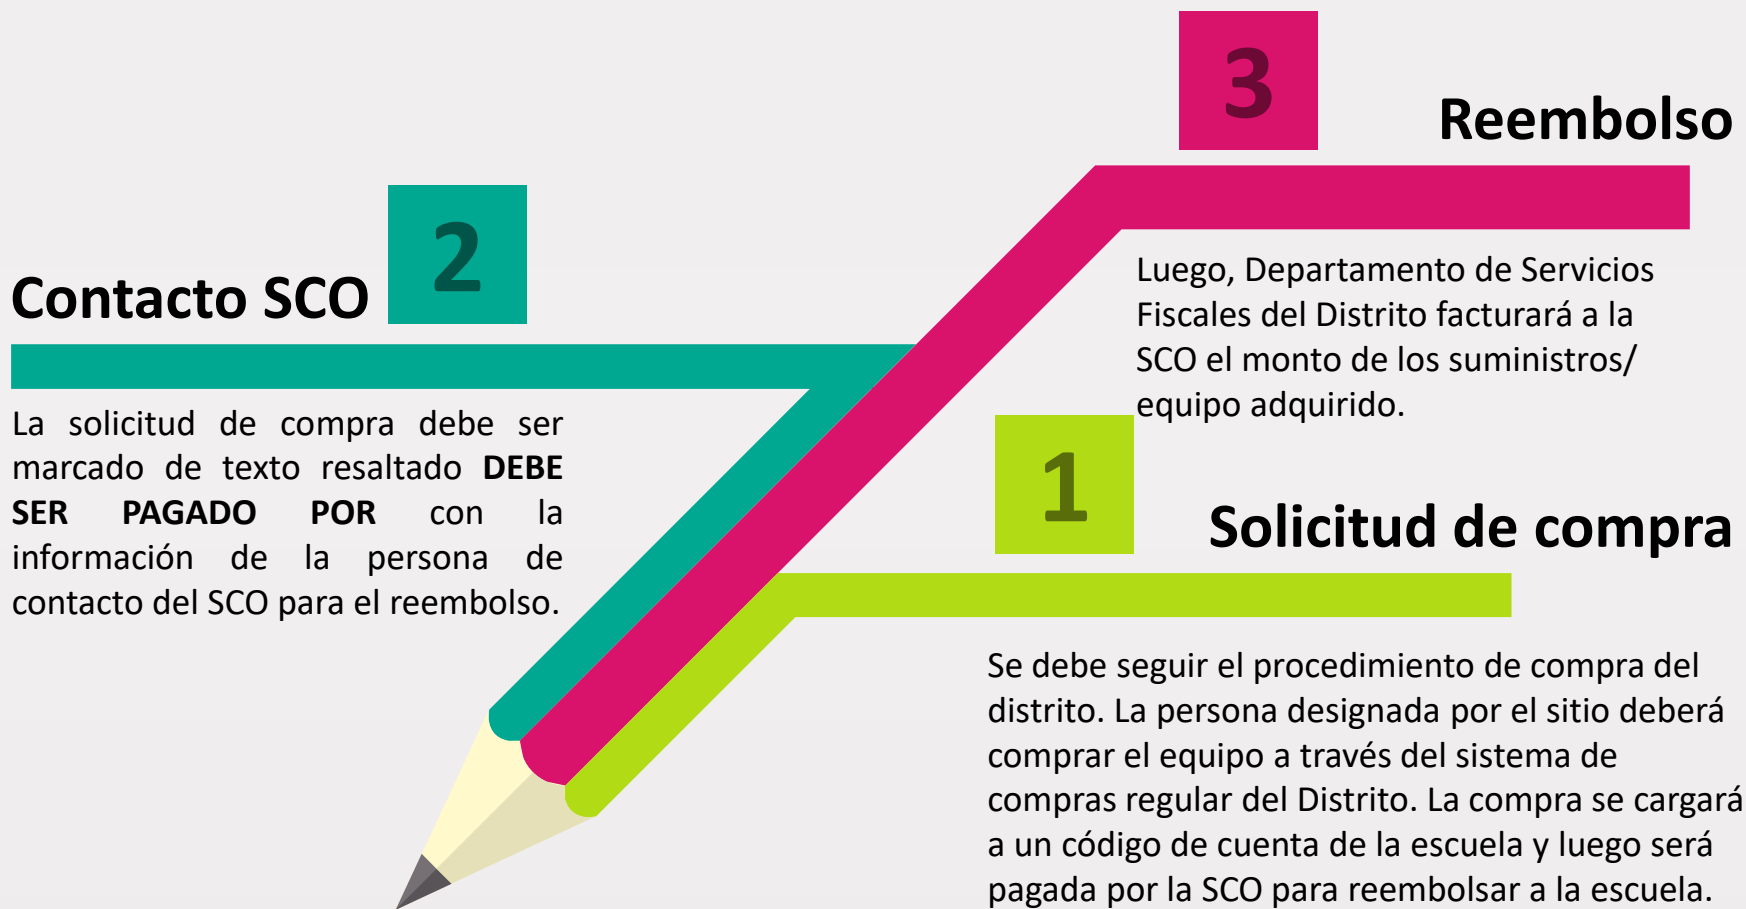 3
Reembolso
Luego, Departamento de Servicios
Fiscales del Distrito facturará a la
SCO el monto de los suministros/
equipo adquirido.
2
Contacto SCO
La solicitud de compra debe ser
marcado de texto resaltado DEBE
SER PAGADO POR con la
información de la persona de
contacto del SCO para el reembolso.
1
Solicitud de compra
Se debe seguir el procedimiento de compra del
distrito. La persona designada por el sitio deberá
comprar el equipo a través del sistema de
compras regular del Distrito. La compra se cargará
a un código de cuenta de la escuela y luego será
pagada por la SCO para reembolsar a la escuela.